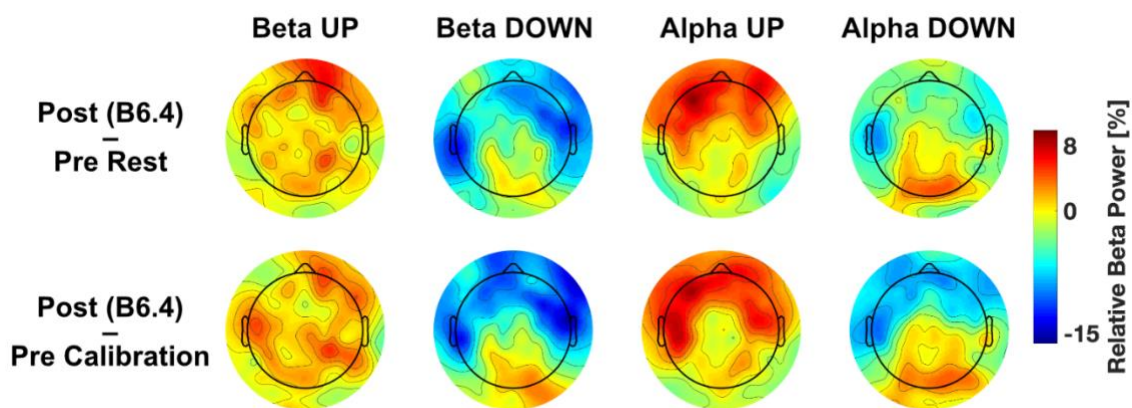 Beta UP Beta DOWN Alpha UP Alpha DOWN
Post (B6.4)
–
Pre Rest
Post (B6.4)
–
Pre Calibration
8
0
-15
Relative Beta Power [%]